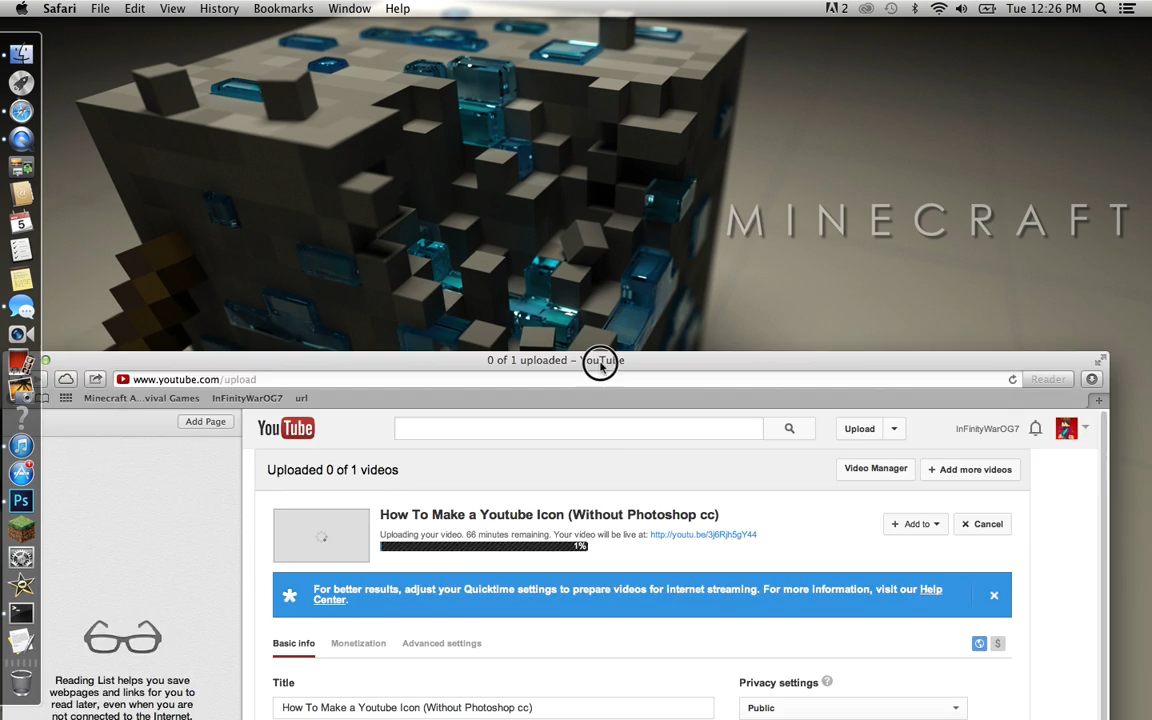 Safari File Edit View History Bookmarks Window Help
2 Tue 12:26 PM
MINECRAFT
0 of 1 uploaded – YouTube
www.youtube.com/upload
Reader
Minecraft A...vival Games InFinityWarOG7 url
Add Page
YouTube
Upload
InFinityWarOG7
Uploaded 0 of 1 videos
Video Manager
+ Add more videos
How To Make a Youtube Icon (Without Photoshop cc)
Uploading your video. 66 minutes remaining. Your video will be live at: http://youtu.be/3j6Rjh5gY44
1%
+ Add to
× Cancel
For better results, adjust your Quicktime settings to prepare videos for internet streaming. For more information, visit our Help
Center.
Basic info Monetization Advanced settings
$
Title
Privacy settings ?
How To Make a Youtube Icon (Without Photoshop cc)
Public
Reading List helps you save
webpages and links for you to
read later, even when you are
not connected to the Internet.
5
Ps